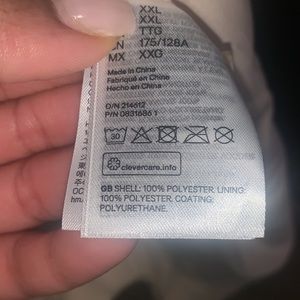 XXL
XXL
TTG
CN 175/128A
MX XXG
Made in China
Fabriqué en Chine
Hecho en China
O/N 214612
P/N 0831686 1
30
clevercare.info
GB SHELL: 100% POLYESTER. LINING:
100% POLYESTER. COATING:
POLYURETHANE.